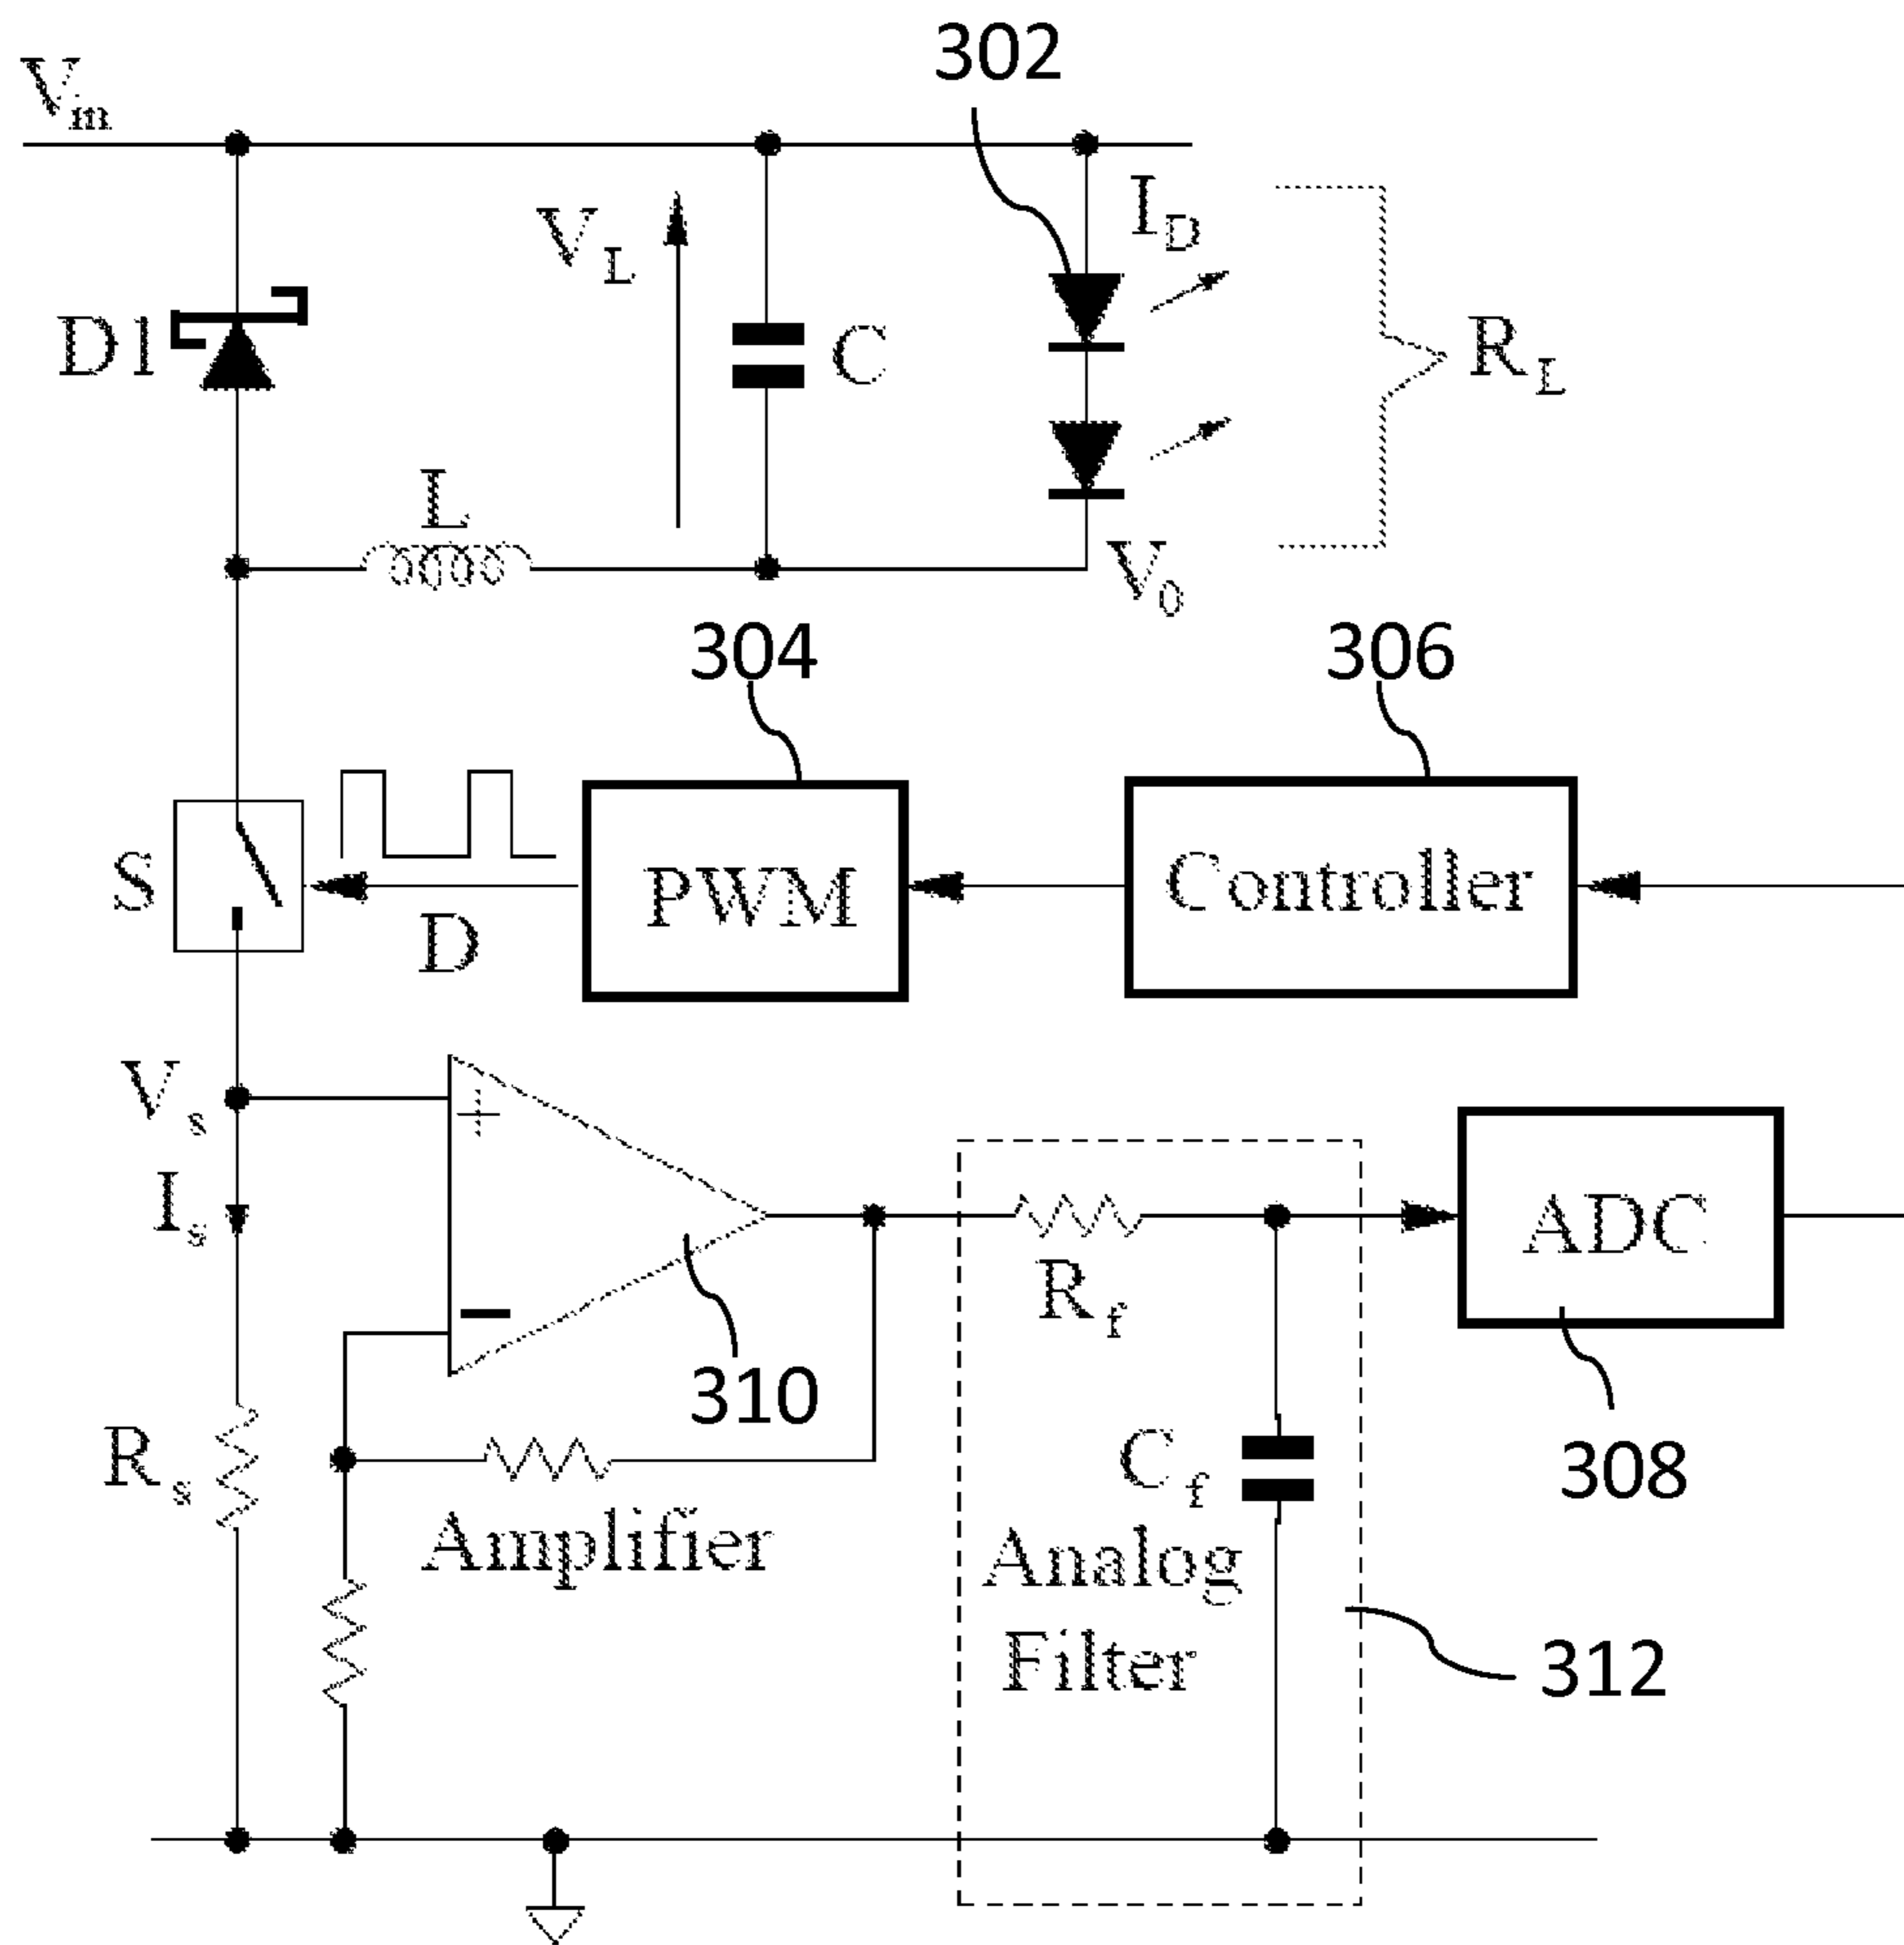 302
Vin
ID
VL
D1
C
RL
L
V0
304
306
S
PWM
Controller
D
Vs
+
Is
ADC
Rf
310
Rs
Cf
308
Amplifier
Analog
Filter
312